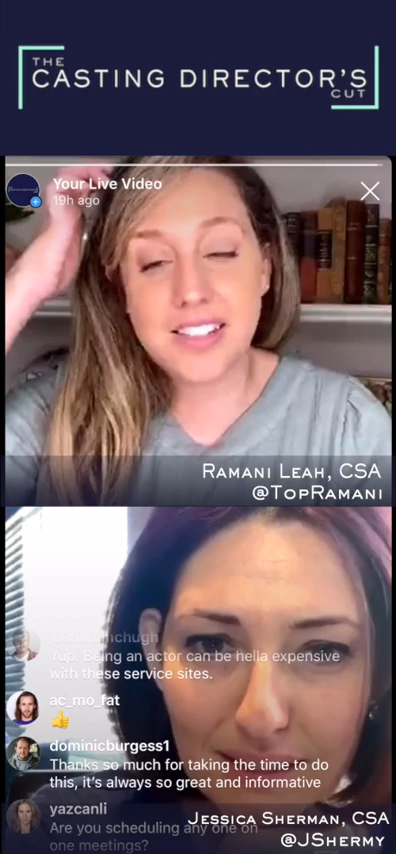 THE
CASTING DIRECTOR'S
CUT
Your Live Video
19h ago
RAMANI LEAH, CSA
@TOPRAMANI
Yup. Being an actor can be hella expensive
with these service sites.
ac_mo_fat
👍
dominicburgess1
Thanks so much for taking the time to do
this, it's always so great and informative
yazcanli
JESSICA SHERMAN, CSA
Are you scheduling any one on
one meetings?
@JSHERMY